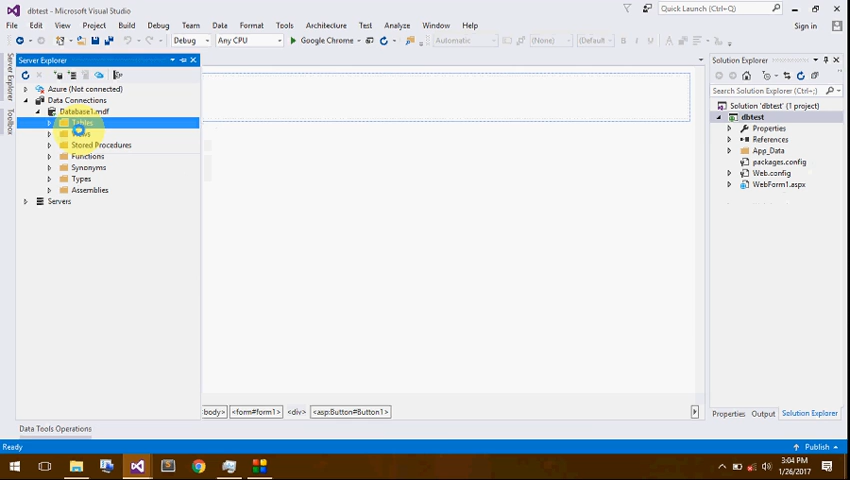 dbtest - Microsoft Visual Studio
Quick Launch (Ctrl+Q)
File Edit View Project Build Debug Team Data Format Tools Architecture Test Analyze Window Help
Sign in
Debug Any CPU Google Chrome Automatic (None) (Default) B I U A
Server Explorer
Azure (Not connected)
Data Connections
Database1.mdf
Tables
Views
Stored Procedures
Functions
Synonyms
Types
Assemblies
Servers
Server Explorer
Toolbox
Solution Explorer
Search Solution Explorer (Ctrl+;)
Solution 'dbtest' (1 project)
dbtest
Properties
References
App_Data
packages.config
Web.config
WebForm1.aspx
body> <form#form1> <div> <asp:Button#Button1>
Properties Output Solution Explorer
Data Tools Operations
Ready
Publish
3:04 PM
1/26/2017